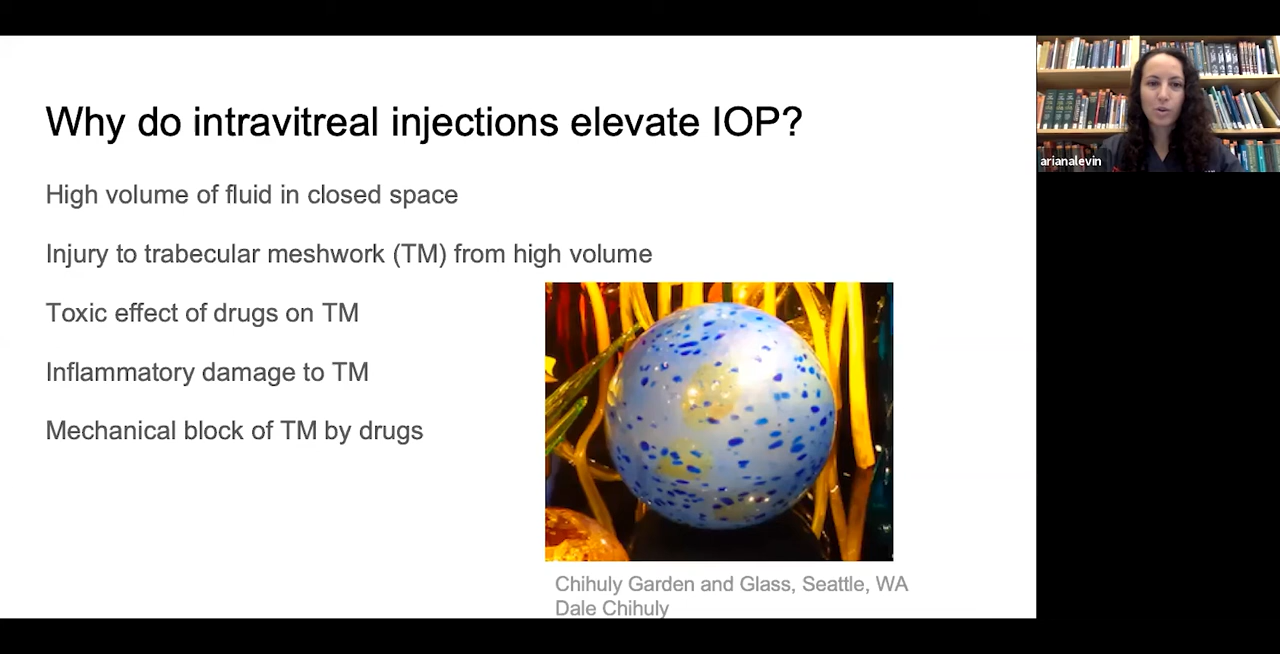 Why do intravitreal injections elevate IOP?
High volume of fluid in closed space
Injury to trabecular meshwork (TM) from high volume
Toxic effect of drugs on TM
Inflammatory damage to TM
Mechanical block of TM by drugs
Chihuly Garden and Glass, Seattle, WA
Dale Chihuly
arianalevin